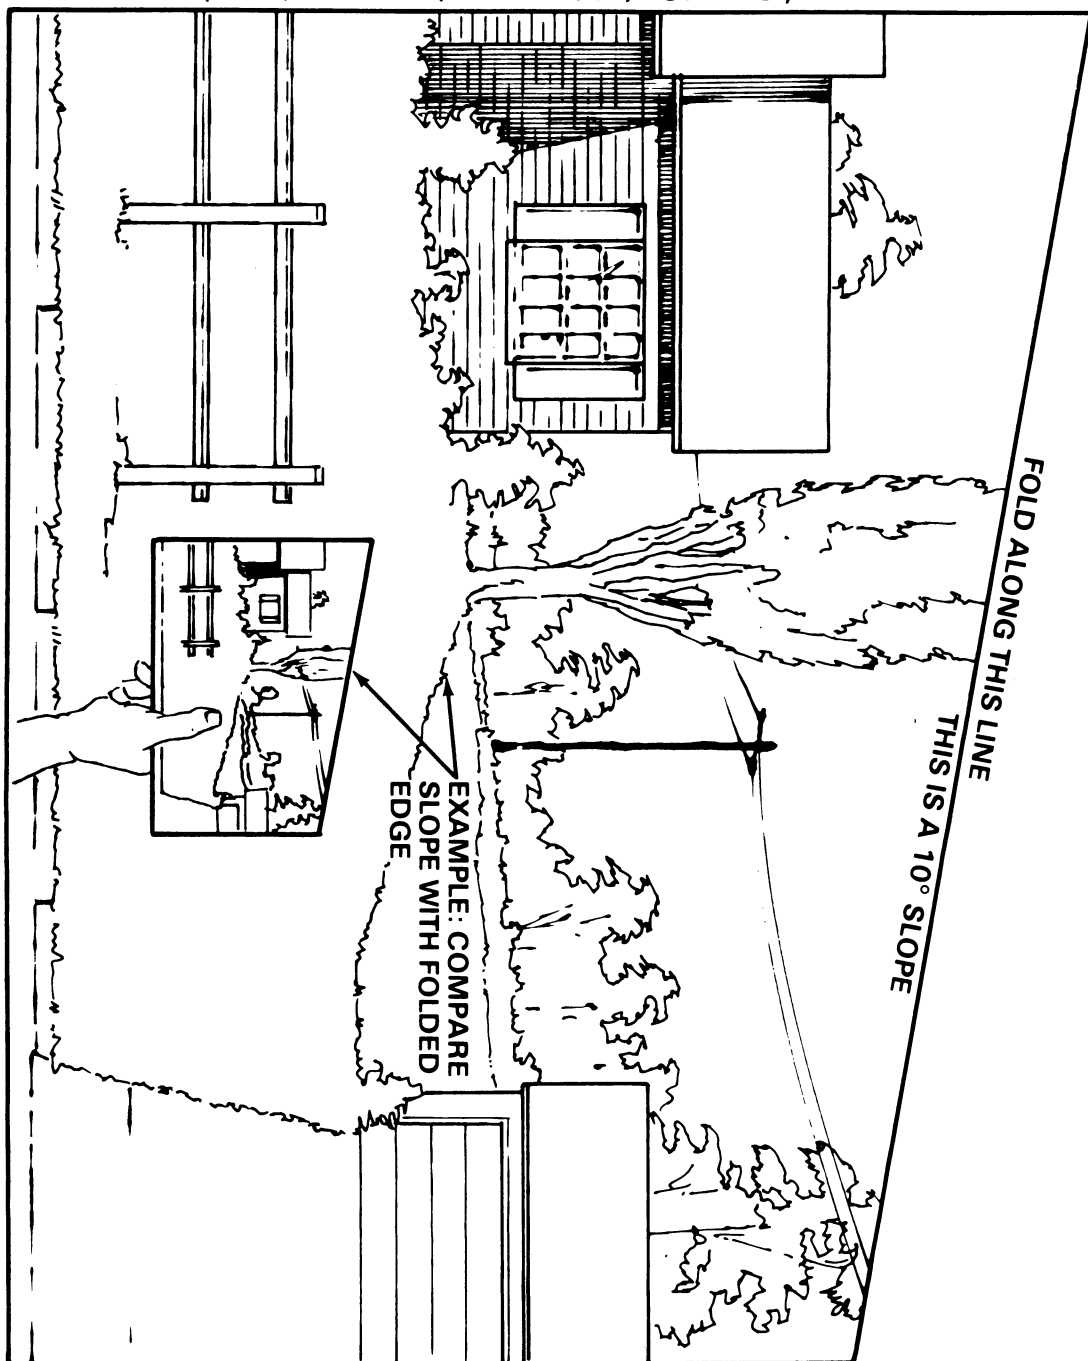 FOLD ALONG THIS LINE
THIS IS A 10° SLOPE
EXAMPLE: COMPARE
SLOPE WITH FOLDED
EDGE